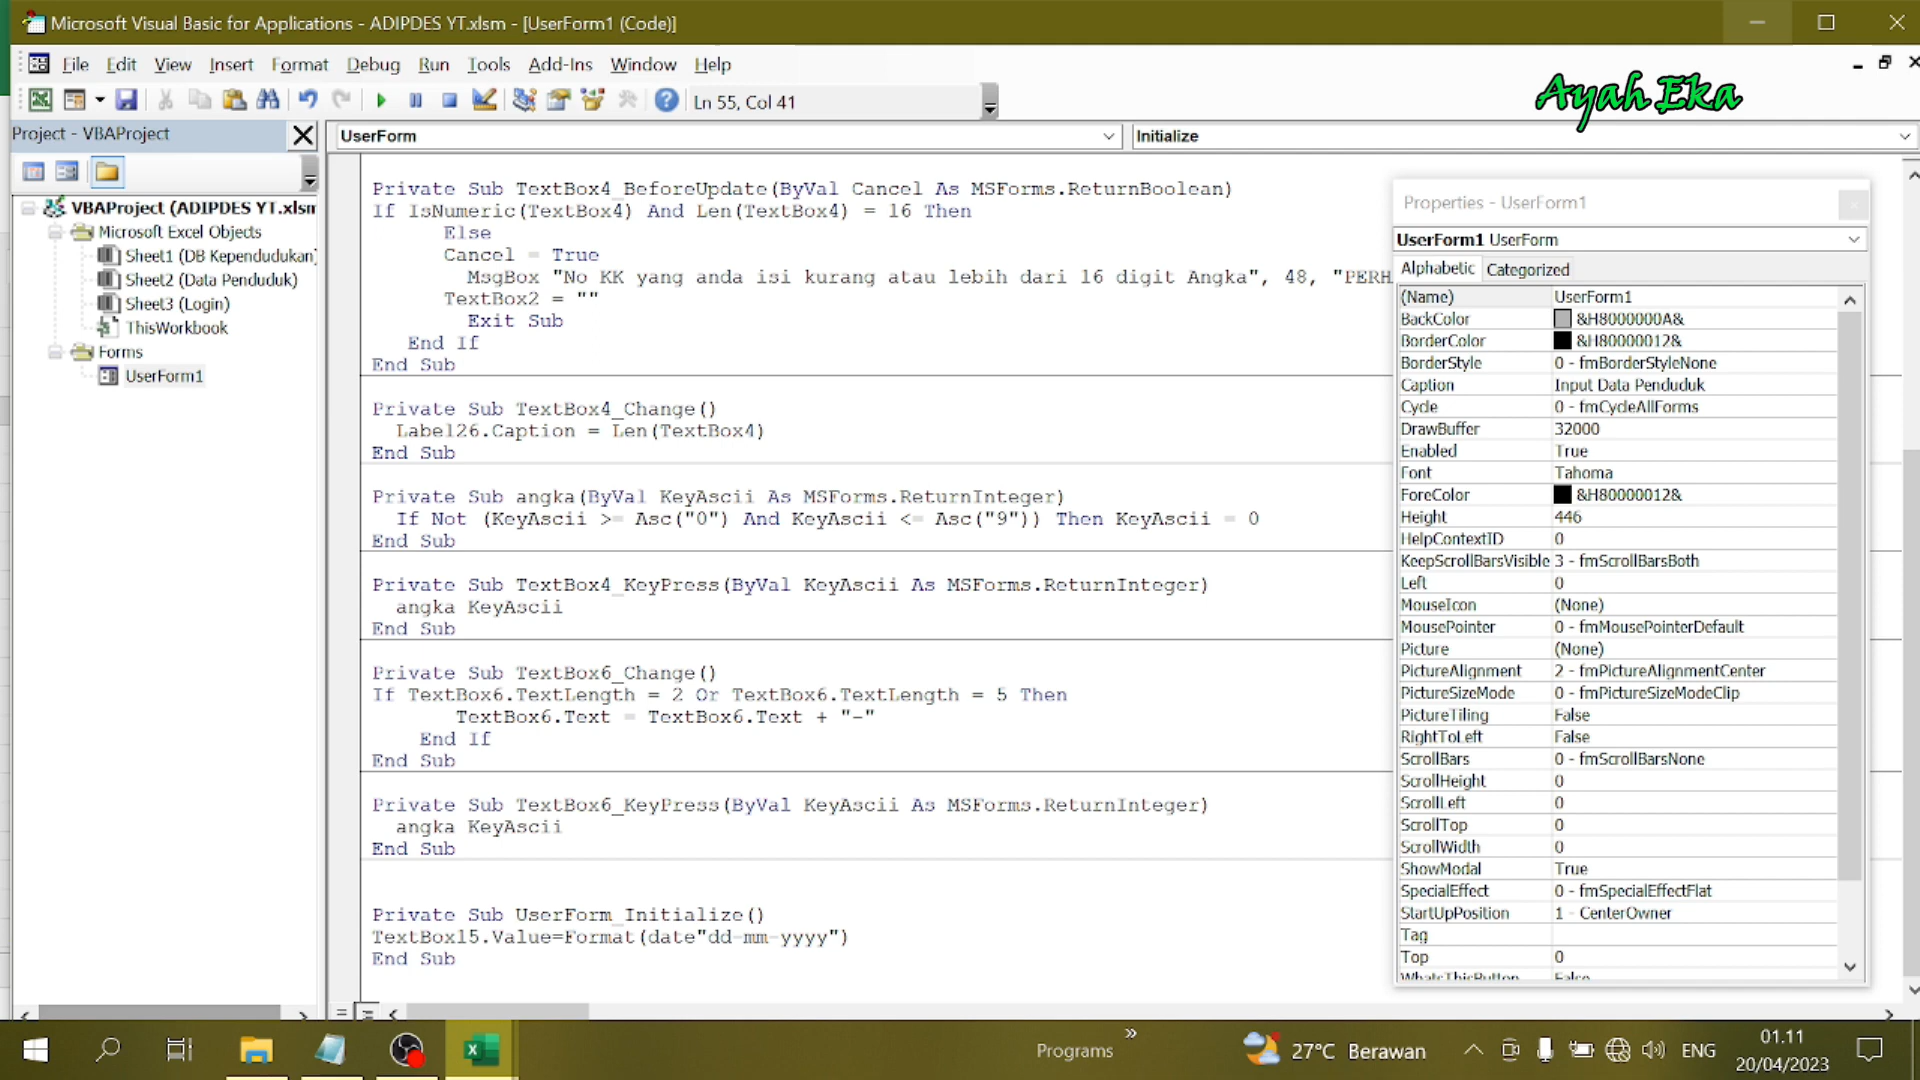 Microsoft Visual Basic for Applications - ADIPDES YT.xlsm - [UserForm1 (Code)]
File Edit View Insert Format Debug Run Tools Add-Ins Window Help
Ln 55, Col 41
Ayah Eka
Project - VBAProject
VBAProject (ADIPDES YT.xlsm
Microsoft Excel Objects
Sheet1 (DB Kependudukan)
Sheet2 (Data Penduduk)
Sheet3 (Login)
ThisWorkbook
Forms
UserForm1
UserForm
Initialize
Private Sub TextBox4_BeforeUpdate(ByVal Cancel As MSForms.ReturnBoolean)
If IsNumeric(TextBox4) And Len(TextBox4) = 16 Then
Else
Cancel = True
MsgBox "No KK yang anda isi kurang atau lebih dari 16 digit Angka", 48, "PERH
TextBox2 = ""
Exit Sub
End If
End Sub
Private Sub TextBox4_Change()
Label26.Caption = Len(TextBox4)
End Sub
Private Sub angka(ByVal KeyAscii As MSForms.ReturnInteger)
If Not (KeyAscii >= Asc("0") And KeyAscii <= Asc("9")) Then KeyAscii = 0
End Sub
Private Sub TextBox4_KeyPress(ByVal KeyAscii As MSForms.ReturnInteger)
angka KeyAscii
End Sub
Private Sub TextBox6_Change()
If TextBox6.TextLength = 2 Or TextBox6.TextLength = 5 Then
TextBox6.Text = TextBox6.Text + "-"
End If
End Sub
Private Sub TextBox6_KeyPress(ByVal KeyAscii As MSForms.ReturnInteger)
angka KeyAscii
End Sub
Private Sub UserForm_Initialize()
TextBox15.Value=Format(date"dd-mm-yyyy")
End Sub
Properties - UserForm1
UserForm1 UserForm
Alphabetic Categorized
(Name) UserForm1
BackColor &H8000000A&
BorderColor &H80000012&
BorderStyle 0 - fmBorderStyleNone
Caption Input Data Penduduk
Cycle 0 - fmCycleAllForms
DrawBuffer 32000
Enabled True
Font Tahoma
ForeColor &H80000012&
Height 446
HelpContextID 0
KeepScrollBarsVisible 3 - fmScrollBarsBoth
Left 0
MouseIcon (None)
MousePointer 0 - fmMousePointerDefault
Picture (None)
PictureAlignment 2 - fmPictureAlignmentCenter
PictureSizeMode 0 - fmPictureSizeModeClip
PictureTiling False
RightToLeft False
ScrollBars 0 - fmScrollBarsNone
ScrollHeight 0
ScrollLeft 0
ScrollTop 0
ScrollWidth 0
ShowModal True
SpecialEffect 0 - fmSpecialEffectFlat
StartUpPosition 1 - CenterOwner
Tag
Top 0
WhatsThisButton False
Programs
27°C Berawan
ENG
01.11
20/04/2023